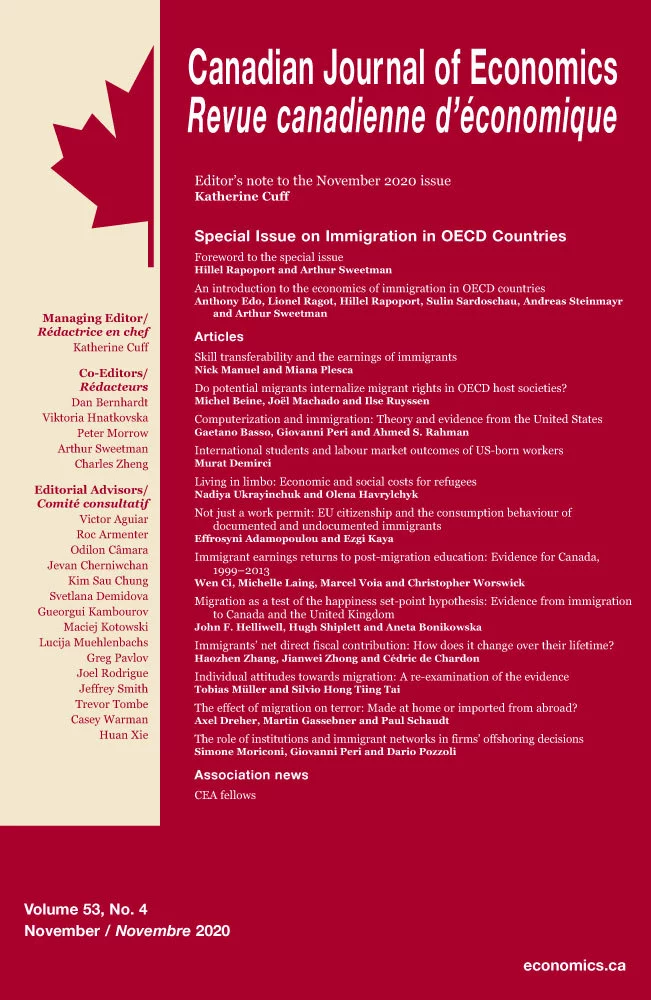 Canadian Journal of Economics
Revue canadienne d'économique
Editor's note to the November 2020 issue
Katherine Cuff
Special Issue on Immigration in OECD Countries
Foreword to the special issue
Hillel Rapoport and Arthur Sweetman
An introduction to the economics of immigration in OECD countries
Anthony Edo, Lionel Ragot, Hillel Rapoport, Sulin Sardoschau, Andreas Steinmayr
and Arthur Sweetman
Articles
Skill transferability and the earnings of immigrants
Nick Manuel and Miana Plesca
Do potential migrants internalize migrant rights in OECD host societies?
Michel Beine, Joël Machado and Ilse Ruyssen
Computerization and immigration: Theory and evidence from the United States
Gaetano Basso, Giovanni Peri and Ahmed S. Rahman
International students and labour market outcomes of US-born workers
Murat Demirci
Living in limbo: Economic and social costs for refugees
Nadiya Ukrayinchuk and Olena Havrylchyk
Not just a work permit: EU citizenship and the consumption behaviour of
documented and undocumented immigrants
Effrosyni Adamopoulou and Ezgi Kaya
Immigrant earnings returns to post-migration education: Evidence for Canada,
1999–2013
Wen Ci, Michelle Laing, Marcel Voia and Christopher Worswick
Migration as a test of the happiness set-point hypothesis: Evidence from immigration
to Canada and the United Kingdom
John F. Helliwell, Hugh Shiplett and Aneta Bonikowska
Immigrants' net direct fiscal contribution: How does it change over their lifetime?
Haozhen Zhang, Jianwei Zhong and Cédric de Chardon
Individual attitudes towards migration: A re-examination of the evidence
Tobias Müller and Silvio Hong Tiing Tai
The effect of migration on terror: Made at home or imported from abroad?
Axel Dreher, Martin Gassebner and Paul Schaudt
The role of institutions and immigrant networks in firms' offshoring decisions
Simone Moriconi, Giovanni Peri and Dario Pozzoli
Association news
CEA fellows
Managing Editor/
Rédactrice en chef
Katherine Cuff
Co-Editors/
Rédacteurs
Dan Bernhardt
Viktoria Hnatkovska
Peter Morrow
Arthur Sweetman
Charles Zheng
Editorial Advisors/
Comité consultatif
Victor Aguiar
Roc Armenter
Odilon Câmara
Jevan Cherniwchan
Kim Sau Chung
Svetlana Demidova
Gueorgui Kambourov
Maciej Kotowski
Lucija Muehlenbachs
Greg Pavlov
Joel Rodrigue
Jeffrey Smith
Trevor Tombe
Casey Warman
Huan Xie
Volume 53, No. 4
November / Novembre 2020
economics.ca